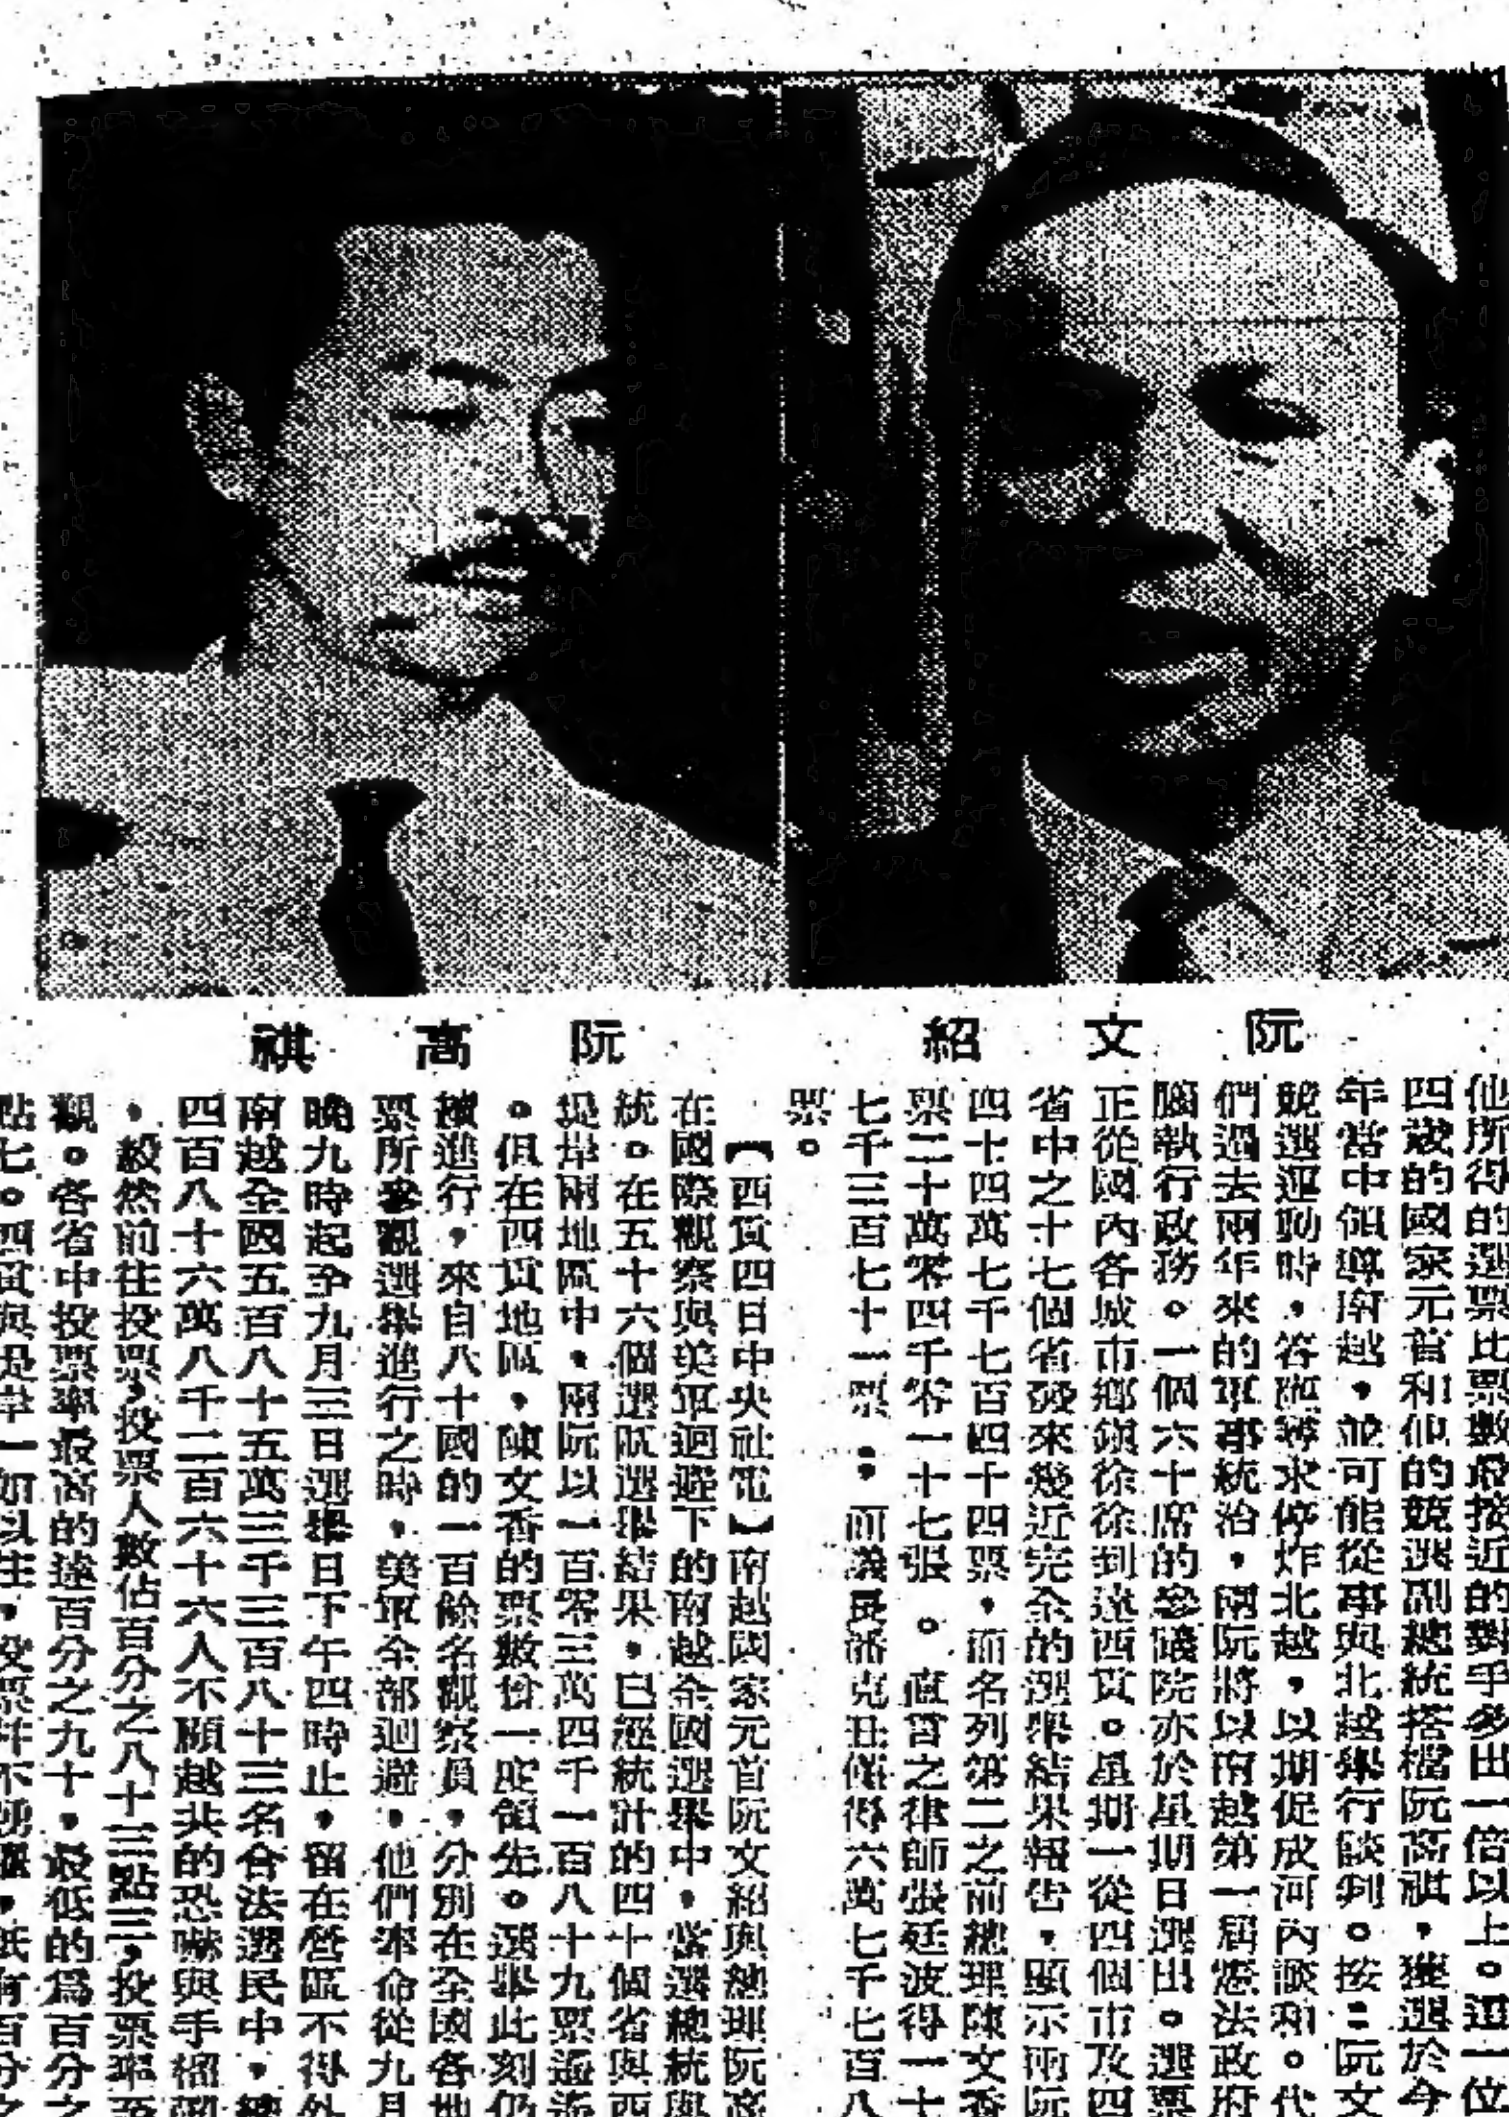 阮文紹
阮高祺
他所得的選票比票數最接近的對手多出一倍以上。這一位
四歲的國家元首和他的競選副總統搭檔阮高祺，獲選於今
年當中領導南越，並可能從事與北越舉行談判。按：阮文
競選運動時，答應尋求停炸北越，以期促成河內談和。代
們過去兩年來的軍事統治，兩阮將以南越第一屆憲法政府
腦執行政務。一個六十席的參議院亦於星期日選出。選票
正從國內各城市鄉鎮徐徐到達西貢。星期一從四個市及四
省中之十七個省發來幾近完全的選舉結果報告，顯示兩阮
四十四萬七千七百四十四票，而名列第二之前總理陳文香
票二十萬零四千零一十七張。直言之律師張廷波得一十
七千三百七十一票，而議長潘克丑僅得六萬七千七百八
票。
【西貢四日中央社電】南越國家元首阮文紹與總理阮高
在國際觀察與美軍迴避下的南越全國選舉中，當選總統與
統。在五十六個選區選舉結果，已經統計的四十個省與西
堤岸兩地區中，兩阮以一百零三萬四千一百八十九票遙遙
。但在西貢地區，陳文香的票數曾一度領先。選舉此刻仍
續進行，來自八十國的一百餘名觀察員，分別在全國各地
票所參觀選舉進行之時，美軍全部迴避，他們奉命從九月
晚九時起至九月三日選舉日下午四時止，留在營區不得外
南越全國五百八十五萬三千三百八十三名合法選民中，總
四百八十六萬八千二百六十六人不顧越共的恐嚇與手榴彈
，毅然前往投票，投票人數佔百分之八十三點三，投票率至
觀。各省中投票率最高的達百分之九十，最低的為百分之
點七。西貢與堤岸一如以往，投票并不踴躍，祇有百分之